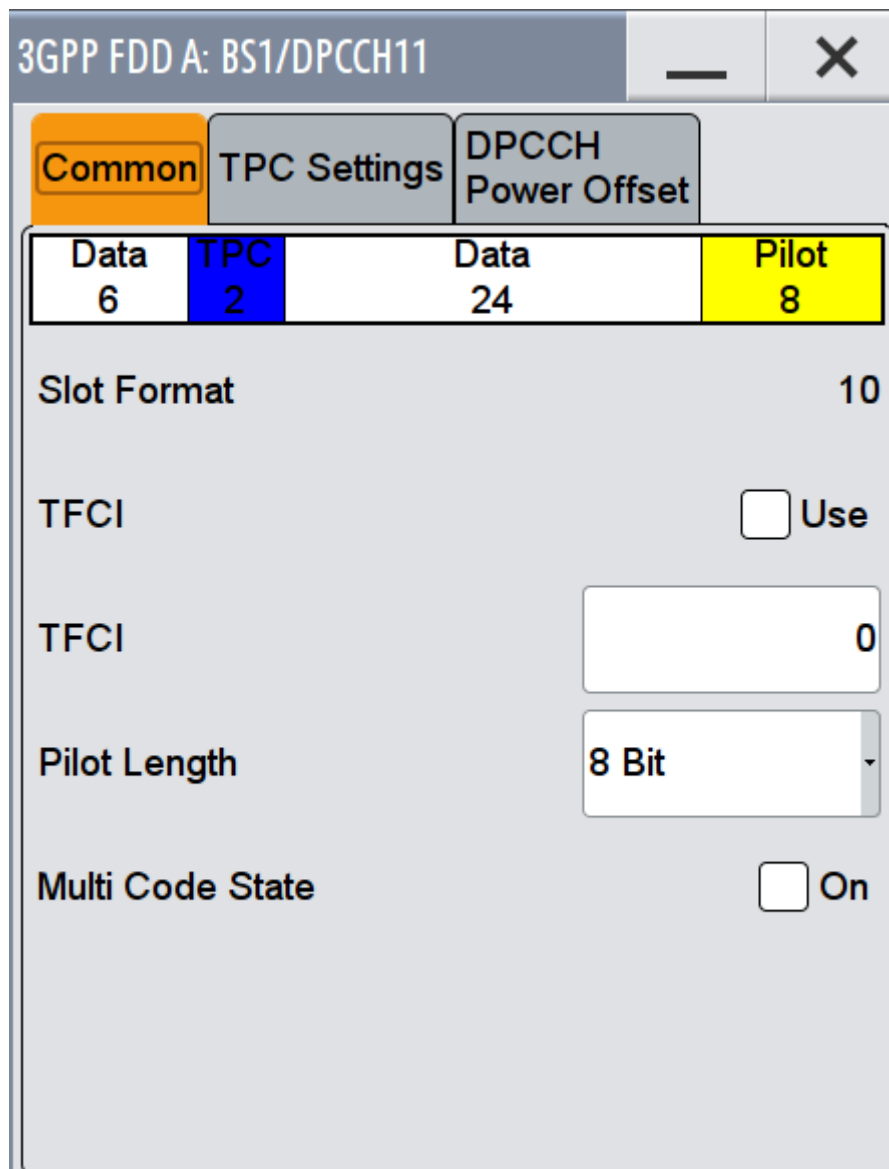 3GPP FDD A: BS1/DPCCH11
Common
TPC Settings
DPCCH
Power Offset
Data TPC Data Pilot
6 2 24 8
Slot Format 10
TFCI Use
TFCI 0
Pilot Length 8 Bit
Multi Code State On